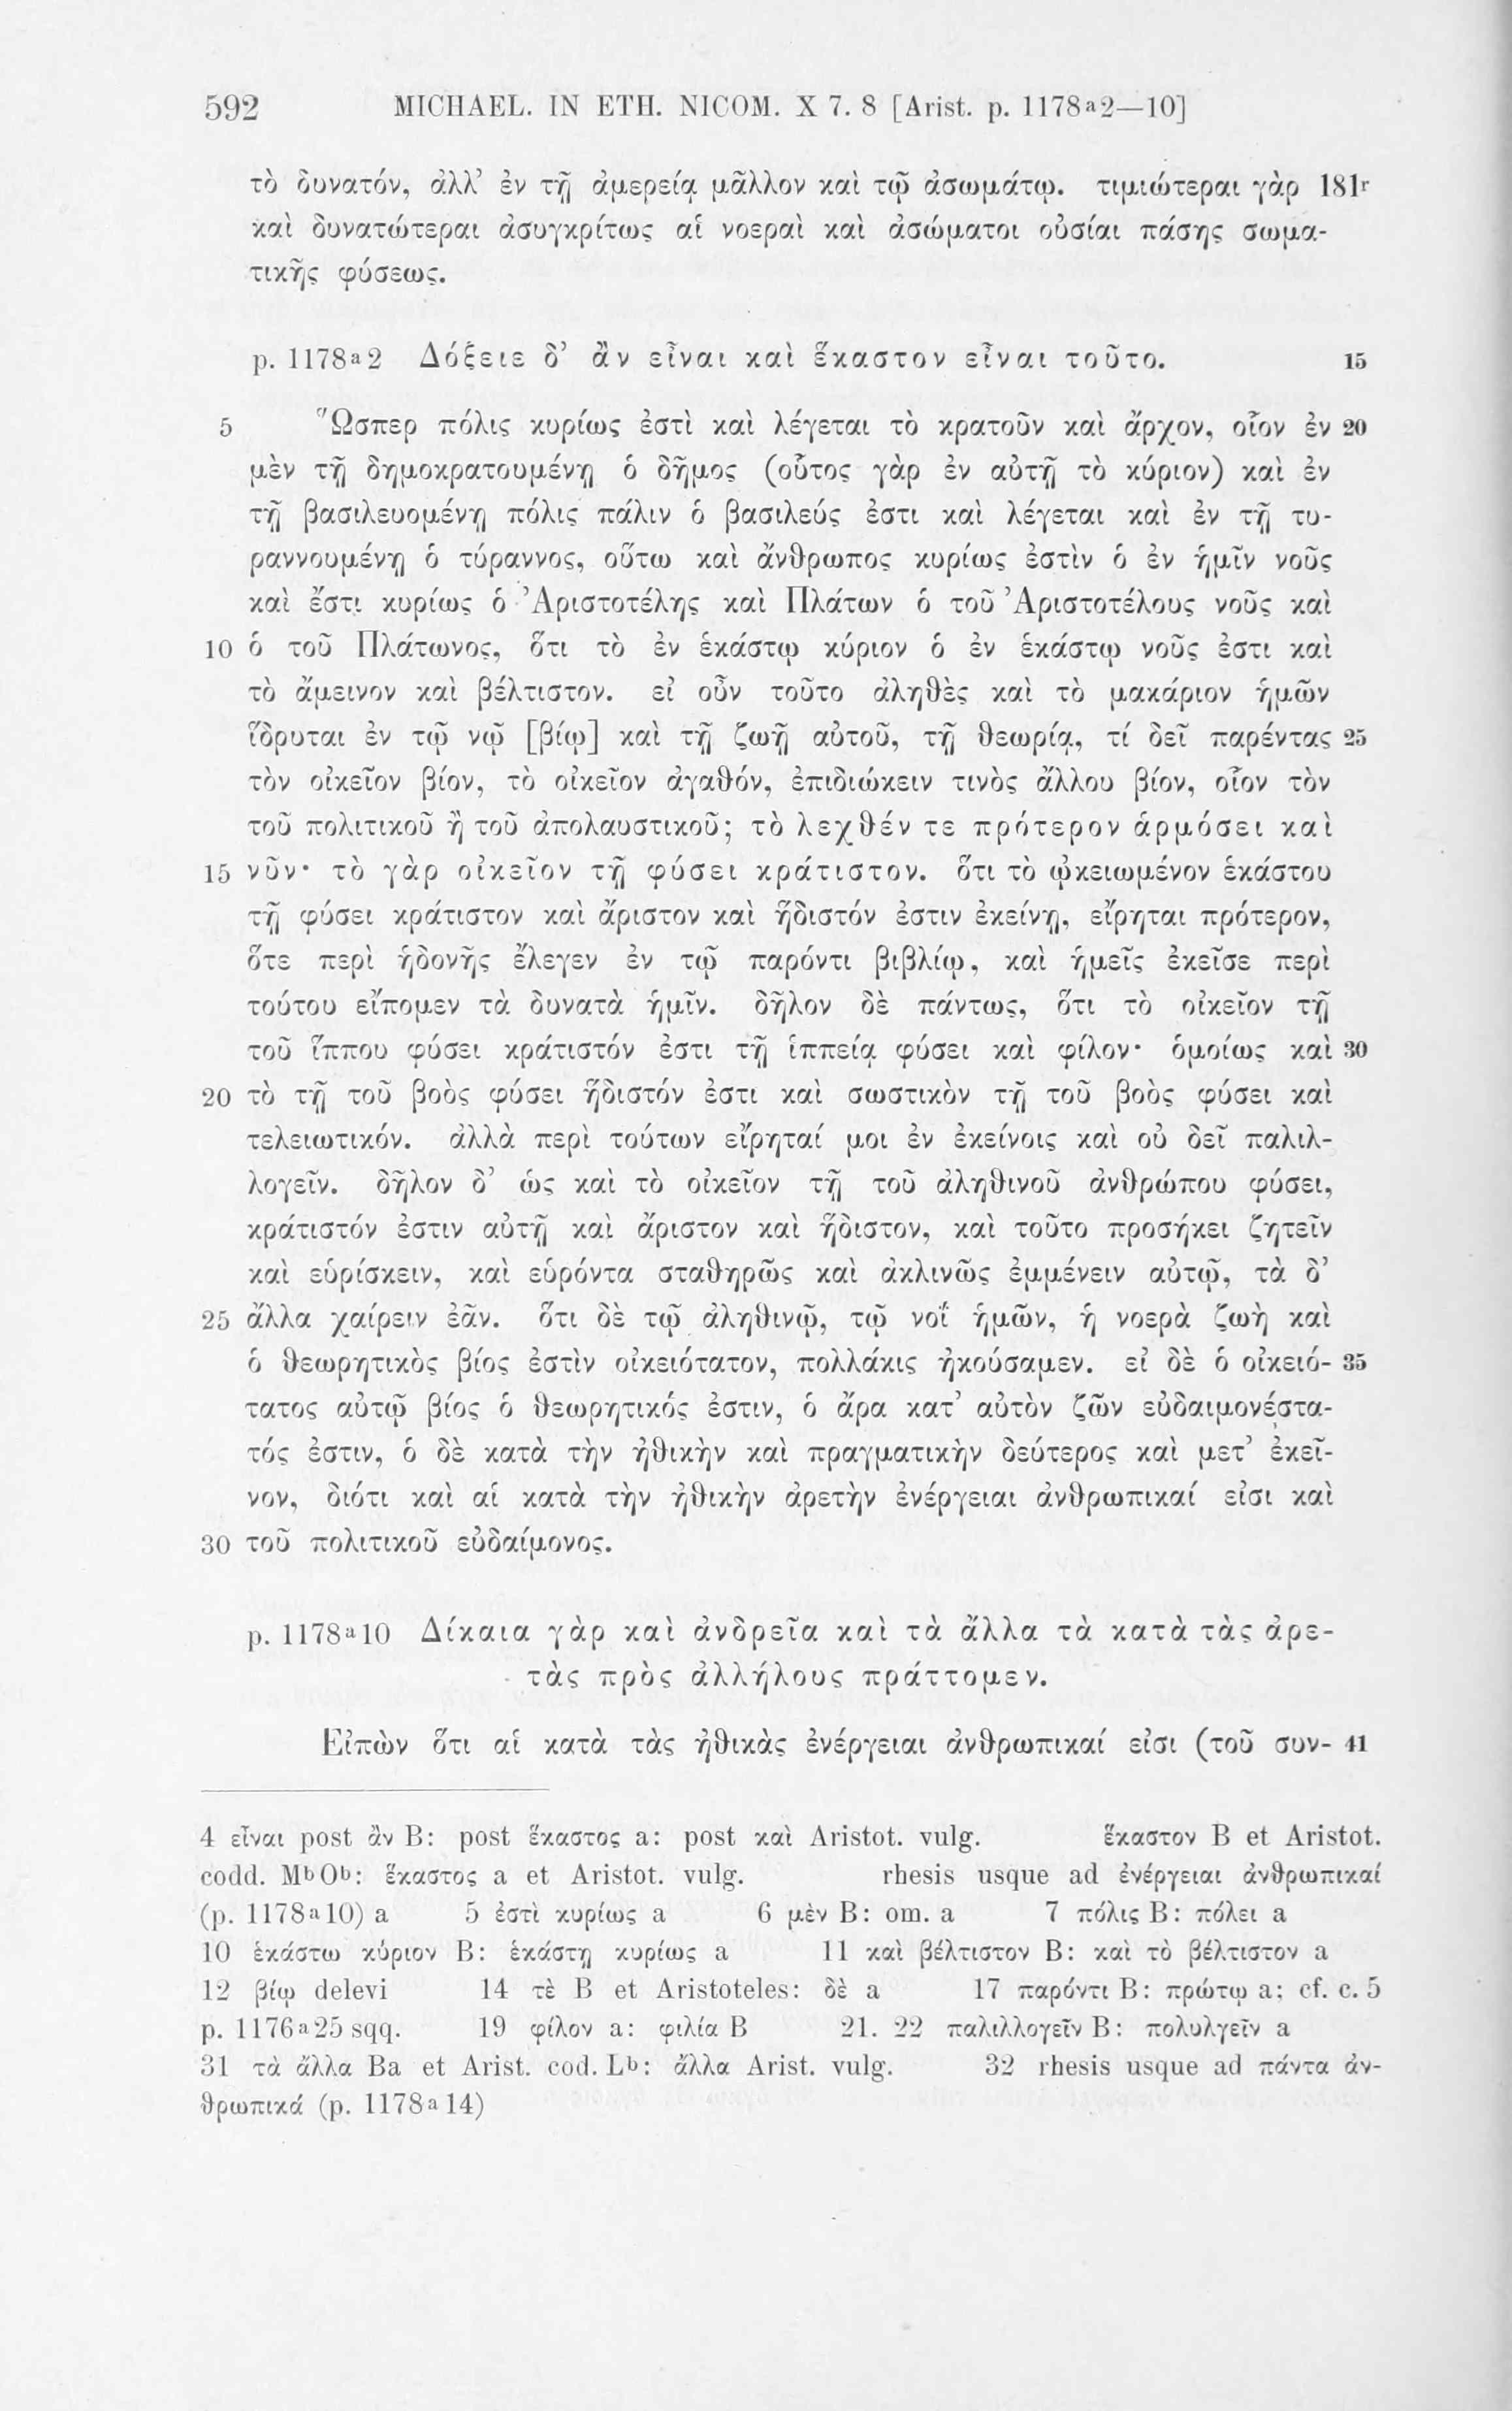 592 MICHAEL. IN ETH. NICOM. X 7. 8 [Arist. p. 1178ª2—10]
τὸ δυνατόν, ἀλλ’ ἐν τῇ ἀμερείᾳ μᾶλλον καὶ τῷ ἀσωμάτῳ. τιμιώτεραι γὰρ 181r
καὶ δυνατώτεραι ἀσυγκρίτως αἱ νοεραὶ καὶ ἀσώματοι οὐσίαι πάσης σωμα-
τικῆς φύσεως.
p. 1178ª2 Δόξειε δ’ ἂν εἶναι καὶ ἕκαστον εἶναι τοῦτο. 15
5 Ὥσπερ πόλις κυρίως ἐστὶ καὶ λέγεται τὸ κρατοῦν καὶ ἄρχον, οἷον ἐν 20
μὲν τῇ δημοκρατουμένῃ ὁ δῆμος (οὗτος γὰρ ἐν αὐτῇ τὸ κύριον) καὶ ἐν
τῇ βασιλευομένῃ πόλις πάλιν ὁ βασιλεύς ἐστι καὶ λέγεται καὶ ἐν τῇ τυ-
ραννουμένῃ ὁ τύραννος, οὕτω καὶ ἄνθρωπος κυρίως ἐστὶν ὁ ἐν ἡμῖν νοῦς
καὶ ἔστι κυρίως ὁ Ἀριστοτέλης καὶ Πλάτων ὁ τοῦ Ἀριστοτέλους νοῦς καὶ
10 ὁ τοῦ Πλάτωνος, ὅτι τὸ ἐν ἑκάστῳ κύριον ὁ ἐν ἑκάστῳ νοῦς ἐστι καὶ
τὸ ἄμεινον καὶ βέλτιστον. εἰ οὖν τοῦτο ἀληθὲς καὶ τὸ μακάριον ἡμῶν
ἵδρυται ἐν τῷ νῷ [βίῳ] καὶ τῇ ζωῇ αὐτοῦ, τῇ θεωρίᾳ, τί δεῖ παρέντας 25
τὸν οἰκεῖον βίον, τὸ οἰκεῖον ἀγαθόν, ἐπιδιώκειν τινὸς ἄλλου βίον, οἷον τὸν
τοῦ πολιτικοῦ ἢ τοῦ ἀπολαυστικοῦ; τὸ λεχθέν τε πρότερον ἁρμόσει καὶ
15 νῦν· τὸ γὰρ οἰκεῖον τῇ φύσει κράτιστον. ὅτι τὸ ᾠκειωμένον ἑκάστου
τῇ φύσει κράτιστον καὶ ἄριστον καὶ ἥδιστόν ἐστιν ἐκείνῃ, εἴρηται πρότερον,
ὅτε περὶ ἡδονῆς ἔλεγεν ἐν τῷ παρόντι βιβλίῳ, καὶ ἡμεῖς ἐκεῖσε περὶ
τούτου εἴπομεν τὰ δυνατὰ ἡμῖν. δῆλον δὲ πάντως, ὅτι τὸ οἰκεῖον τῇ
τοῦ ἵππου φύσει κράτιστόν ἐστι τῇ ἱππείᾳ φύσει καὶ φίλον· ὁμοίως καὶ 30
20 τὸ τῇ τοῦ βοὸς φύσει ἥδιστόν ἐστι καὶ σωστικὸν τῇ τοῦ βοὸς φύσει καὶ
τελειωτικόν. ἀλλὰ περὶ τούτων εἴρηταί μοι ἐν ἐκείνοις καὶ οὐ δεῖ παλιλ-
λογεῖν. δῆλον δ’ ὡς καὶ τὸ οἰκεῖον τῇ τοῦ ἀληθινοῦ ἀνθρώπου φύσει,
κράτιστόν ἐστιν αὐτῇ καὶ ἄριστον καὶ ἥδιστον, καὶ τοῦτο προσήκει ζητεῖν
καὶ εὑρίσκειν, καὶ εὑρόντα σταθηρῶς καὶ ἀκλινῶς ἐμμένειν αὐτῷ, τὰ δ’
25 ἄλλα χαίρειν ἐᾶν. ὅτι δὲ τῷ ἀληθινῷ, τῷ νοῒ ἡμῶν, ἡ νοερὰ ζωὴ καὶ
ὁ θεωρητικὸς βίος ἐστὶν οἰκειότατον, πολλάκις ἠκούσαμεν. εἰ δὲ ὁ οἰκειό- 35
τατος αὐτῷ βίος ὁ θεωρητικός ἐστιν, ὁ ἄρα κατ’ αὐτὸν ζῶν εὐδαιμονέστα-
τός ἐστιν, ὁ δὲ κατὰ τὴν ἠθικὴν καὶ πραγματικὴν δεύτερος καὶ μετ’ ἐκεῖ-
νον, διότι καὶ αἱ κατὰ τὴν ἠθικὴν ἀρετὴν ἐνέργειαι ἀνθρωπικαί εἰσι καὶ
30 τοῦ πολιτικοῦ εὐδαίμονος.
p. 1178ª10 Δίκαια γὰρ καὶ ἀνδρεῖα καὶ τὰ ἄλλα τὰ κατὰ τὰς ἀρε-
τὰς πρὸς ἀλλήλους πράττομεν.
Εἰπὼν ὅτι αἱ κατὰ τὰς ἠθικὰς ἐνέργειαι ἀνθρωπικαί εἰσι (τοῦ συν- 41
4 εἶναι post ἂν B: post ἕκαστος a: post καὶ Aristot. vulg. ἕκαστον B et Aristot.
codd. MᵇOᵇ: ἕκαστος a et Aristot. vulg. rhesis usque ad ἐνέργειαι ἀνθρωπικαί
(p. 1178ª10) a 5 ἐστὶ κυρίως a 6 μὲν B: om. a 7 πόλις B: πόλει a
10 ἑκάστω κύριον B: ἑκάστῃ κυρίως a 11 καὶ βέλτιστον B: καὶ τὸ βέλτιστον a
12 βίῳ delevi 14 τὲ B et Aristoteles: δὲ a 17 παρόντι B: πρώτῳ a; cf. c. 5
p. 1176ª25 sqq. 19 φίλον a: φιλία B 21. 22 παλιλλογεῖν B: πολυλγεῖν a
31 τὰ ἄλλα Ba et Arist. cod. Lᵇ: ἄλλα Arist. vulg. 32 rhesis usque ad πάντα ἀν-
θρωπικά (p. 1178ª14)